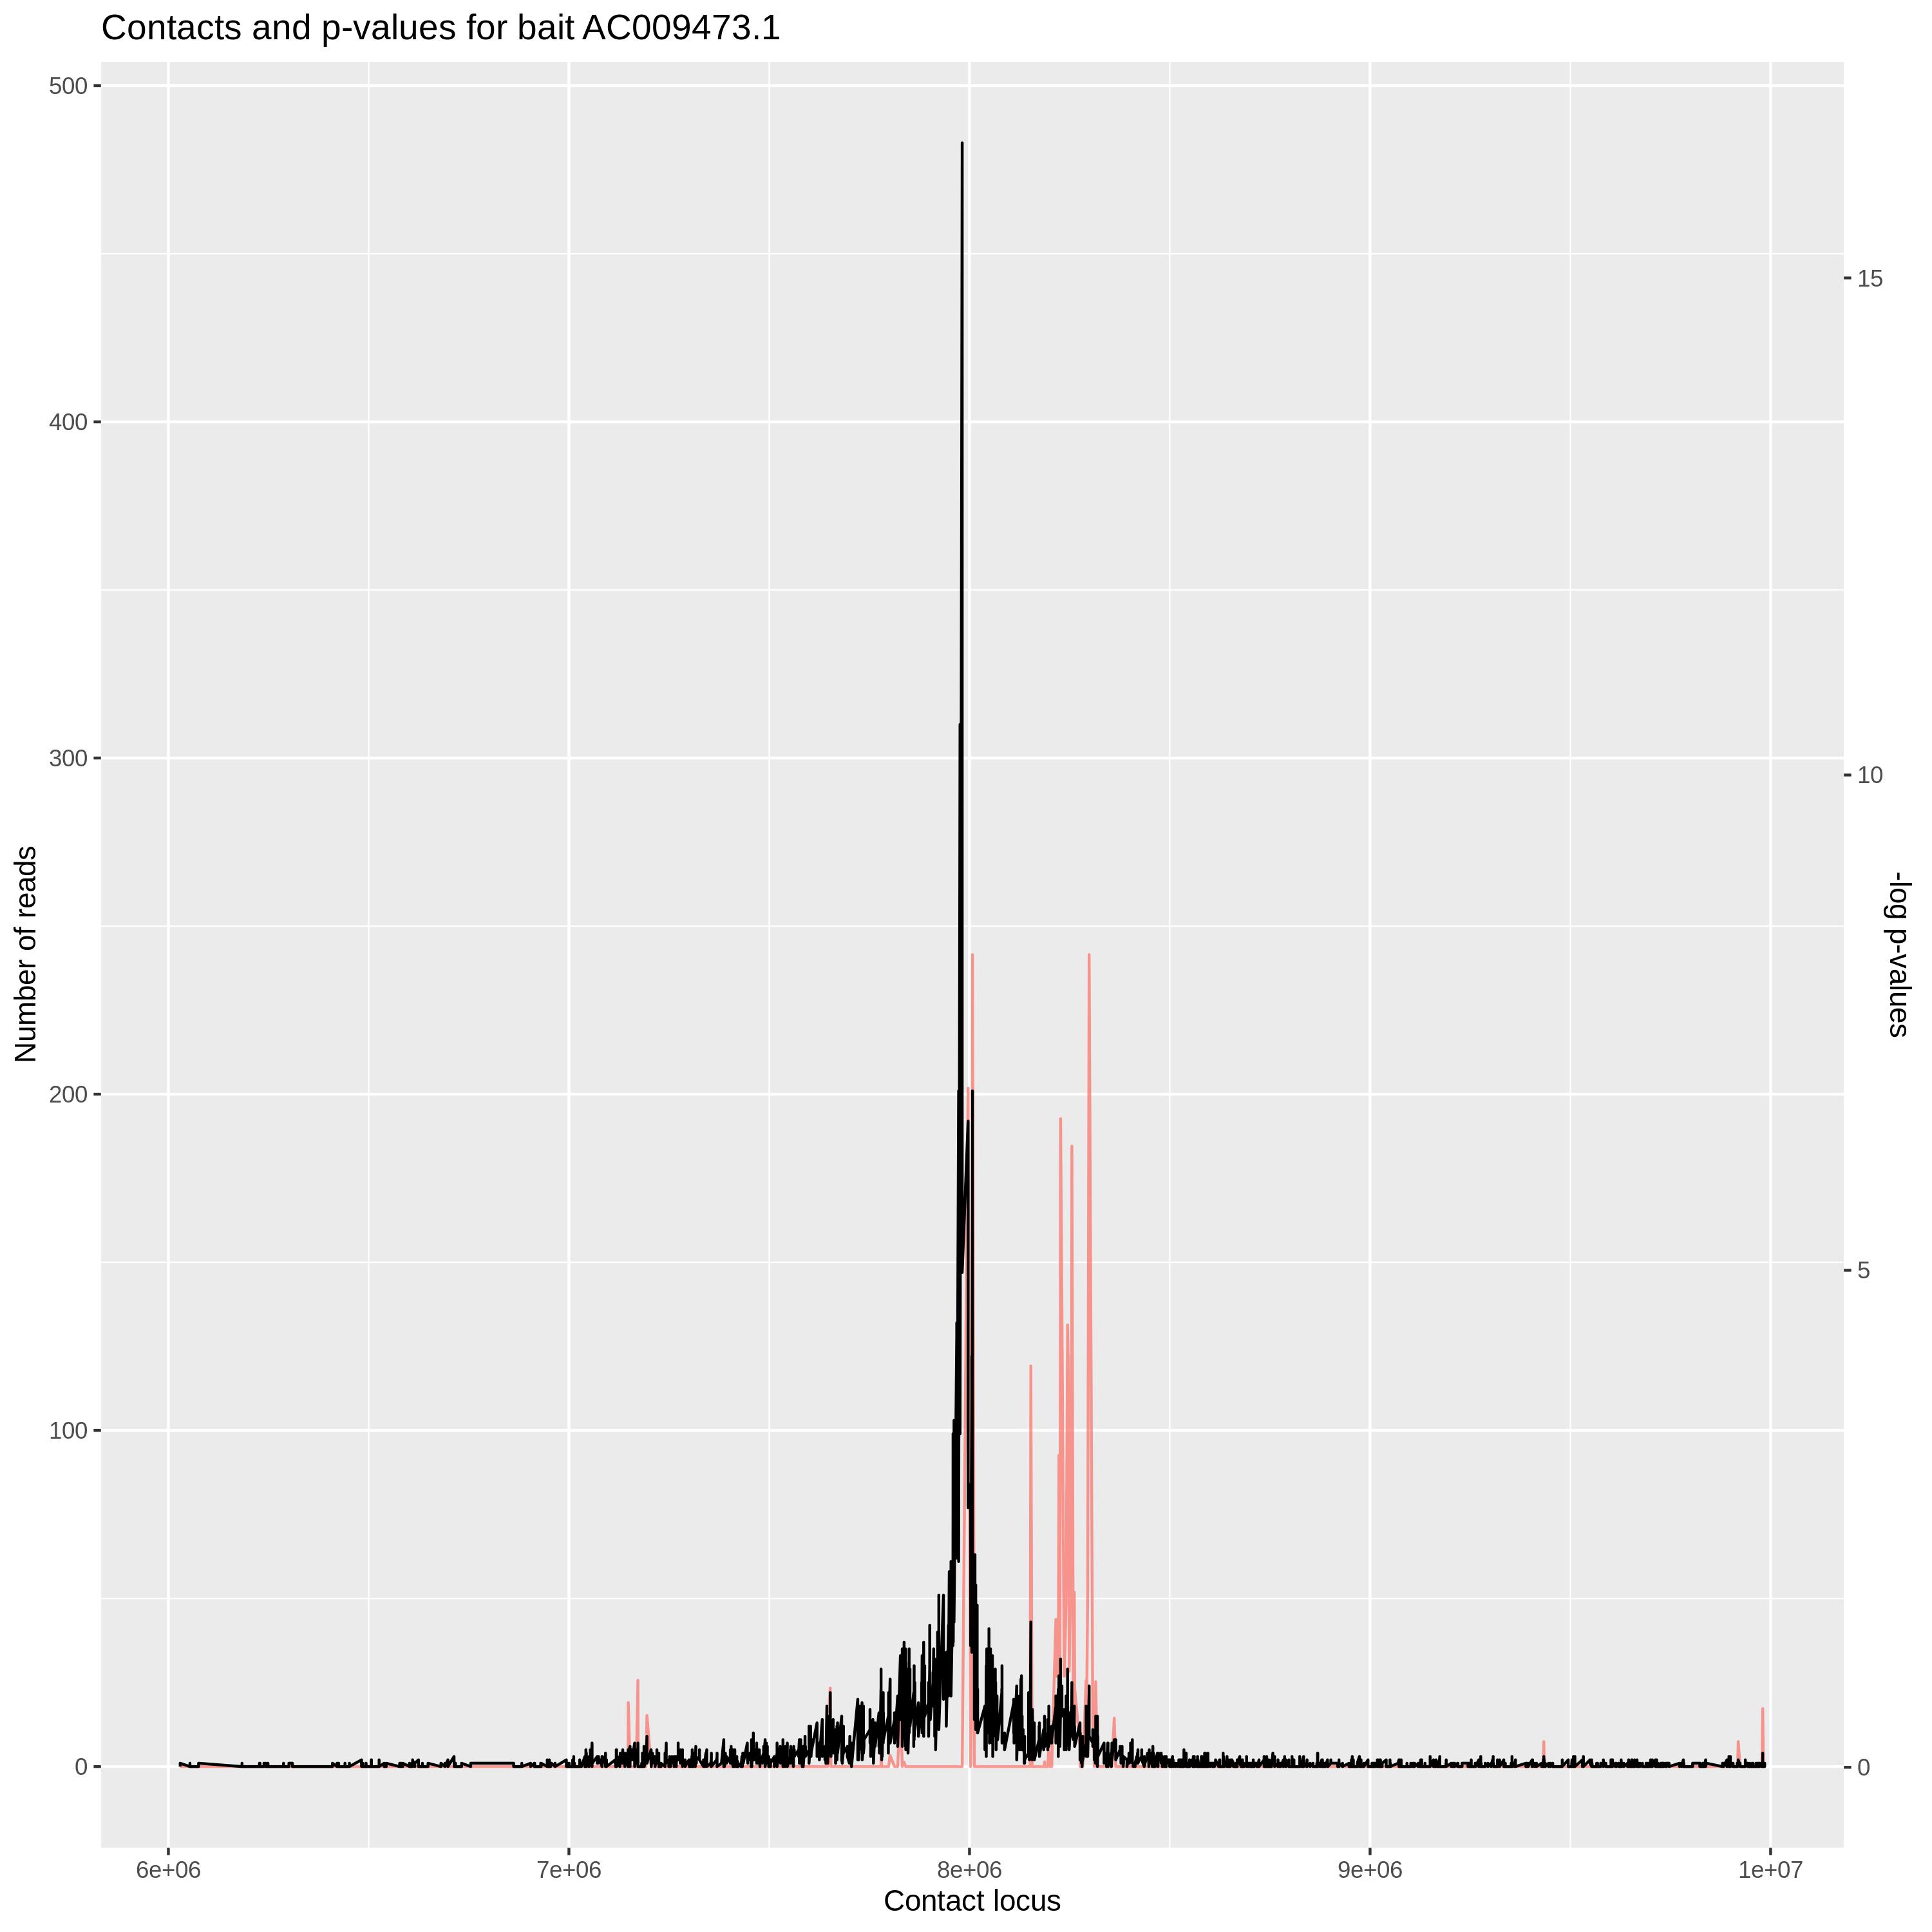 Contacts and p-values for bait AC009473.1
500
400
300
200
100
0
Number of reads
15
10
5
0
-log p-values
6e+06 7e+06 8e+06 9e+06 1e+07
Contact locus